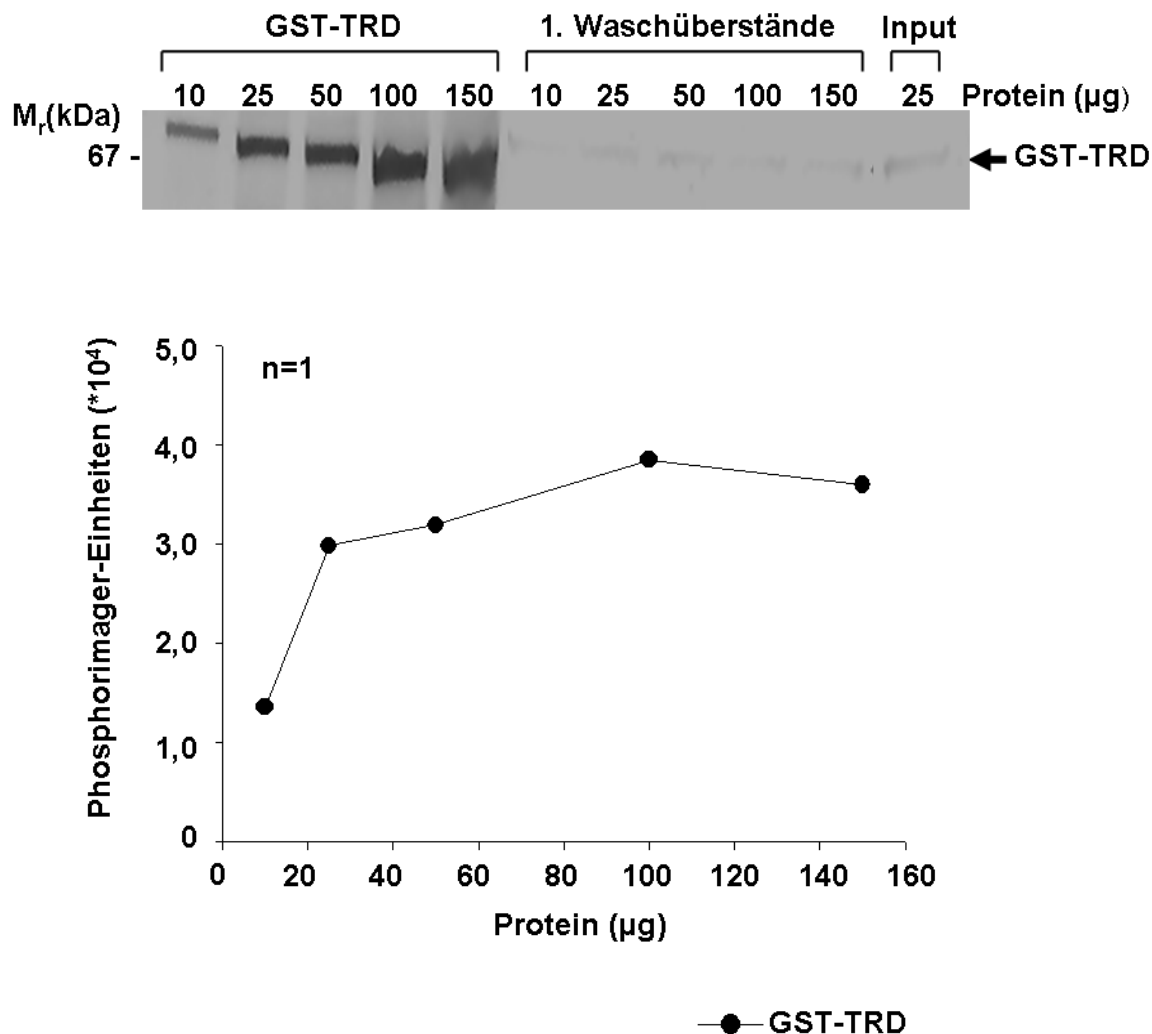 GST-TRD 1. Waschüberstände Input
10 25 50 100 150 10 25 50 100 150 25 Protein (µg)
Mr(kDa)
67 - GST-TRD
5,0
n=1
4,0
3,0
2,0
1,0
0
Phosphorimager-Einheiten (*10⁴)
0 20 40 60 80 100 120 140 160
Protein (µg)
GST-TRD